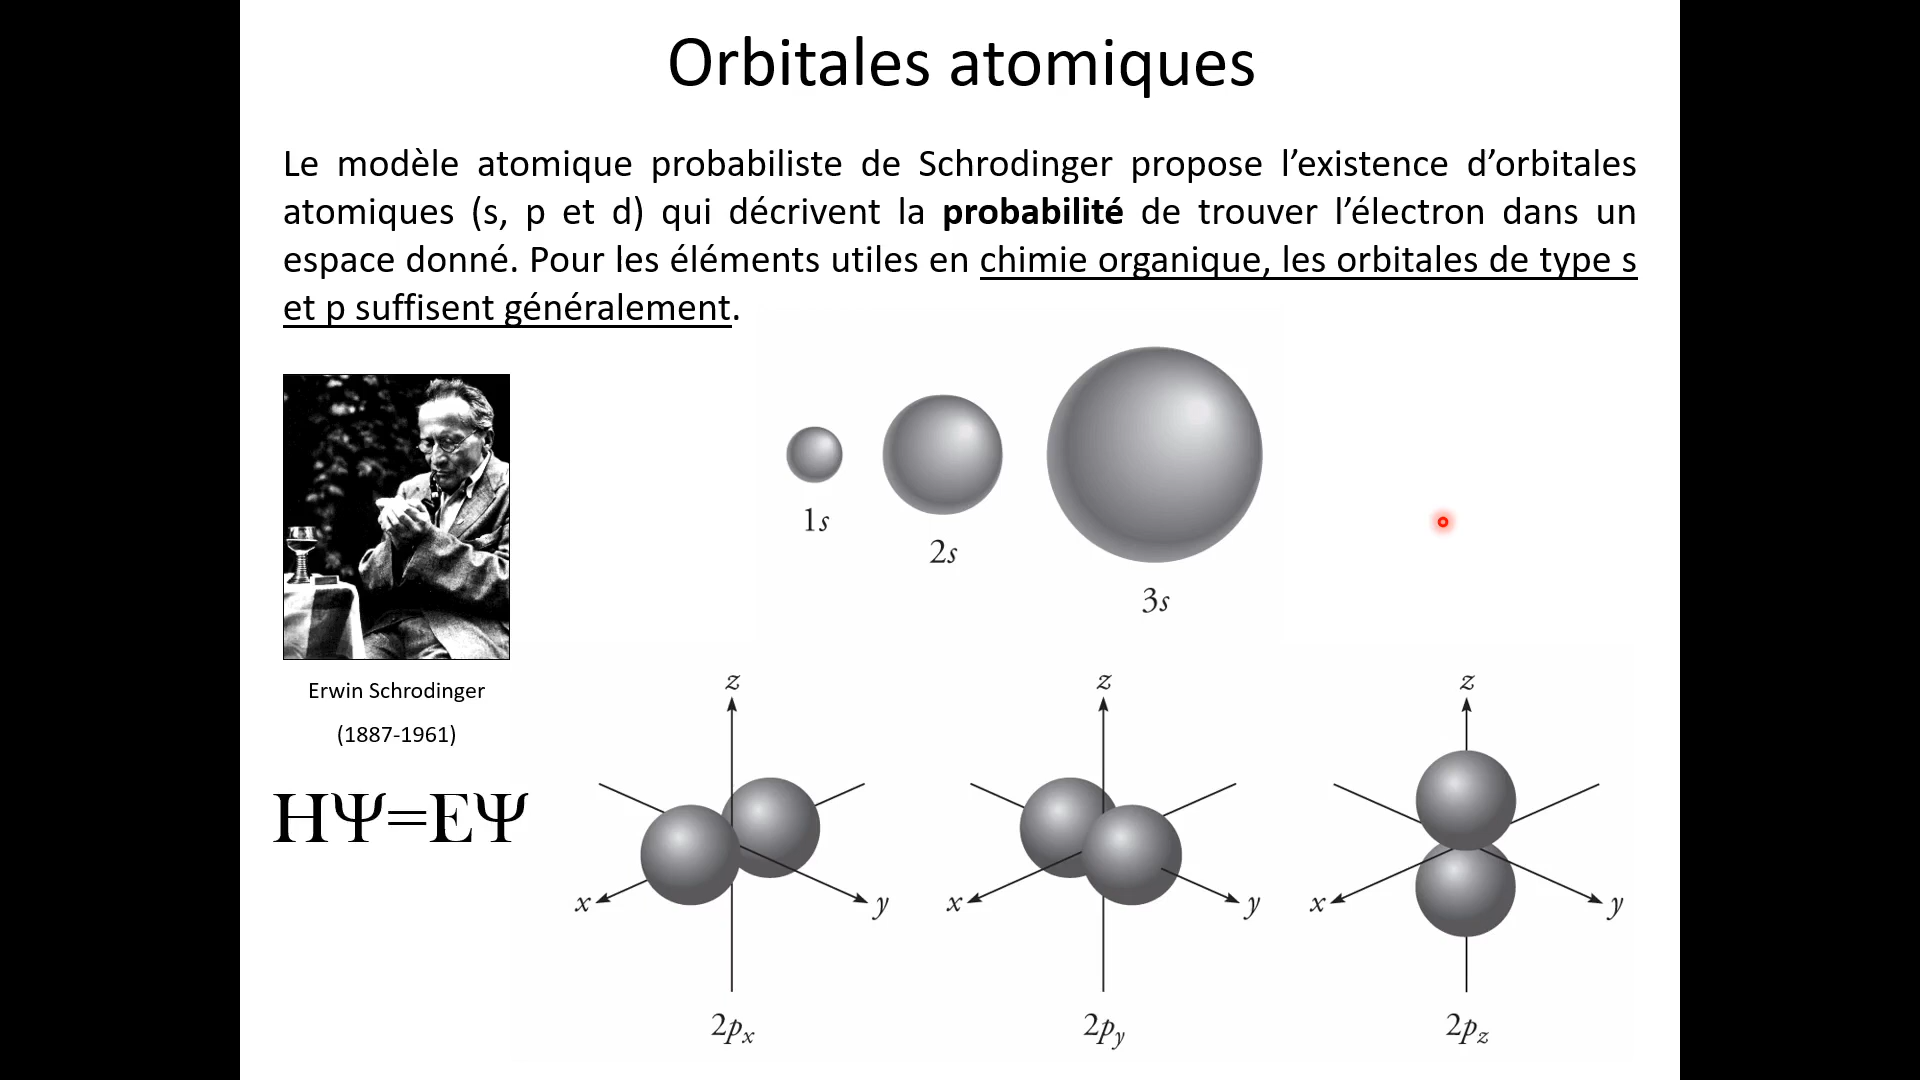 Orbitales atomiques
Le modèle atomique probabiliste de Schrodinger propose l’existence d’orbitales
atomiques (s, p et d) qui décrivent la probabilité de trouver l’électron dans un
espace donné. Pour les éléments utiles en chimie organique, les orbitales de type s
et p suffisent généralement.
1s
2s
3s
Erwin Schrodinger
(1887-1961)
HΨ=EΨ
z
x
y
2px
z
x
y
2py
z
x
y
2pz